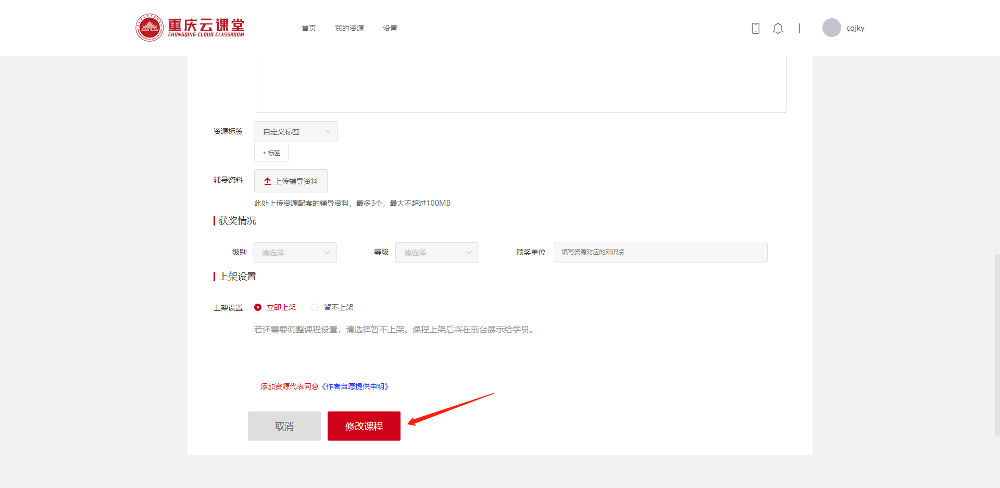 重庆云课堂
CHONGQING CLOUD CLASSROOM
首页 我的资源 设置
cqjky
资源标签 自定义标签
+ 标签
辅导资料 上传辅导资料
此处上传资源配套的辅导资料，最多3个，最大不超过100MB
获奖情况
级别 请选择 等级 请选择 颁奖单位 填写资源对应的知识点
上架设置
上架设置 立即上架 暂不上架
若还需要调整课程设置，请选择暂不上架。课程上架后将在前台展示给学员。
添加资源代表同意《作者自愿提供申明》
取消 修改课程